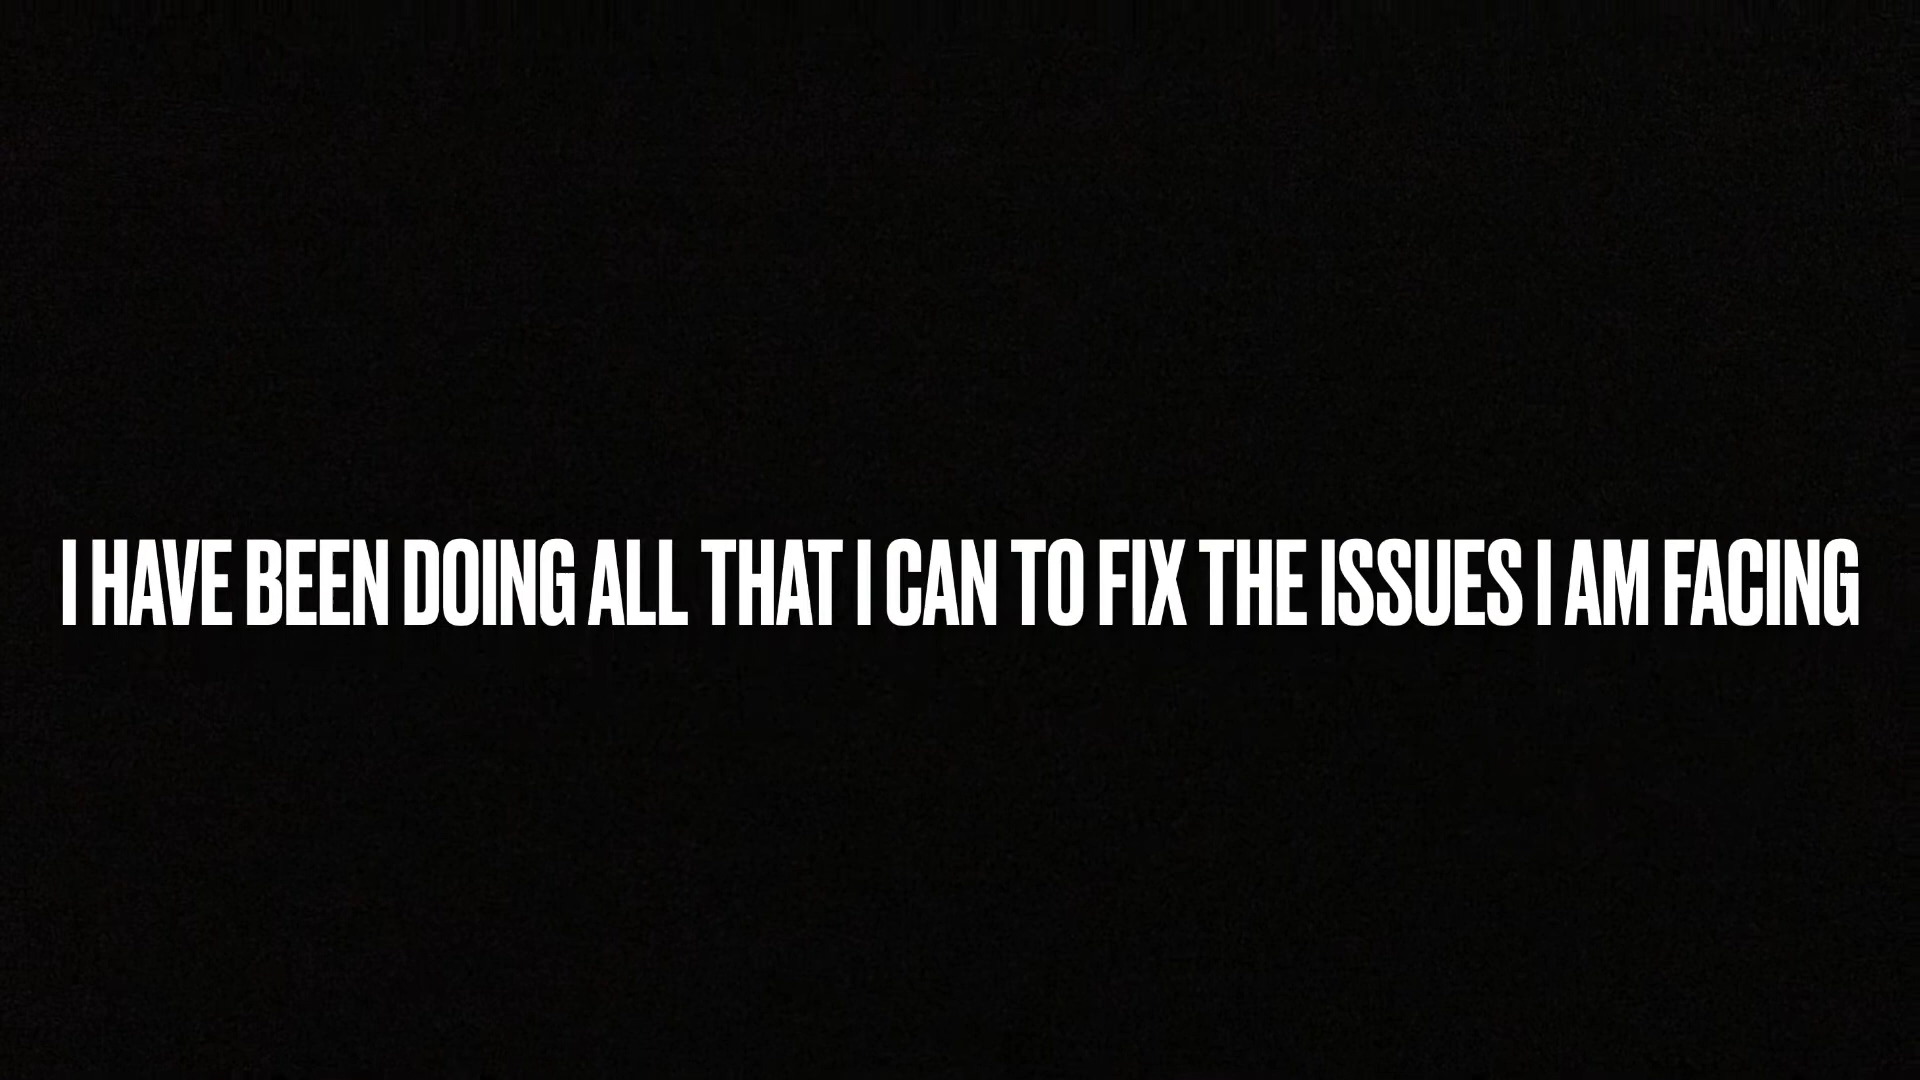 I HAVE BEEN DOING ALL THAT I CAN TO FIX THE ISSUES I AM FACING